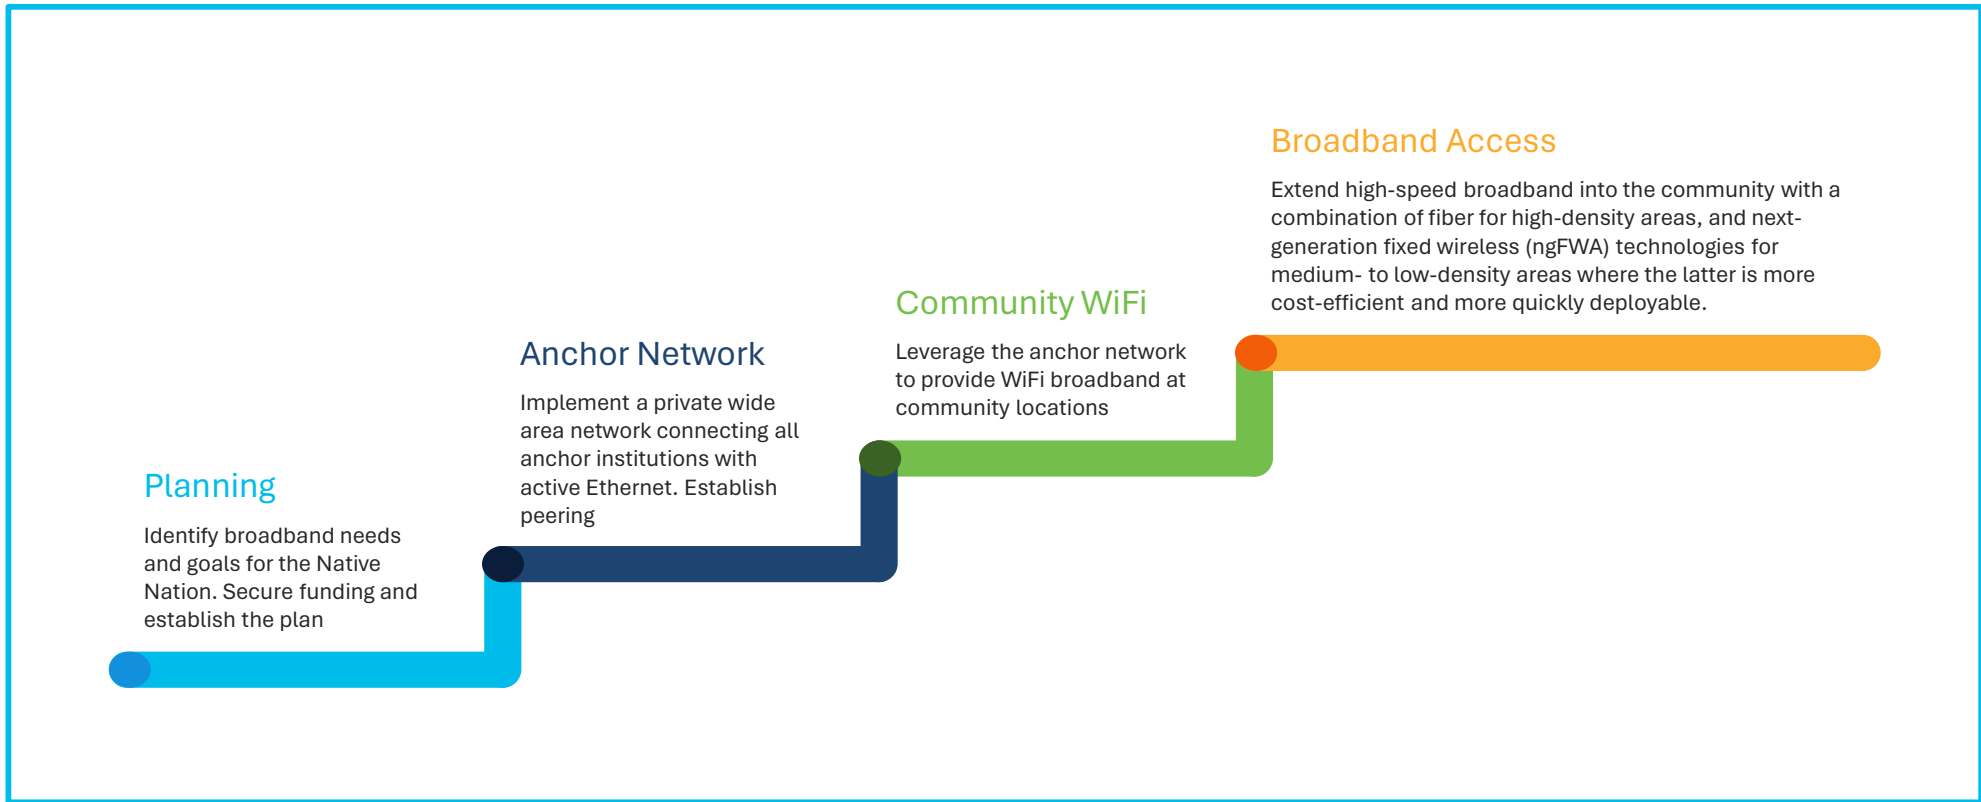 Planning
Identify broadband needs
and goals for the Native
Nation. Secure funding and
establish the plan
Anchor Network
Implement a private wide
area network connecting all
anchor institutions with
active Ethernet. Establish
peering
Community WiFi
Leverage the anchor network
to provide WiFi broadband at
community locations
Broadband Access
Extend high-speed broadband into the community with a
combination of fiber for high-density areas, and next-
generation fixed wireless (ngFWA) technologies for
medium- to low-density areas where the latter is more
cost-efficient and more quickly deployable.